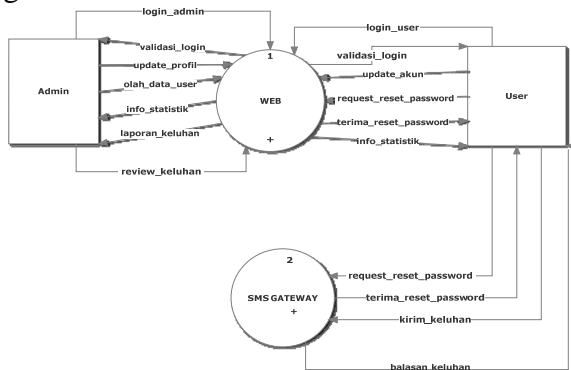 login_admin
login_user
validasi_login
1
validasi_login
update_profil
update_akun
Admin
olah_data_user
WEB
request_reset_password
User
info_statistik
terima_reset_password
laporan_keluhan
+
info_statistik
review_keluhan
2
request_reset_password
SMS GATEWAY
terima_reset_password
+
kirim_keluhan
balasan_keluhan